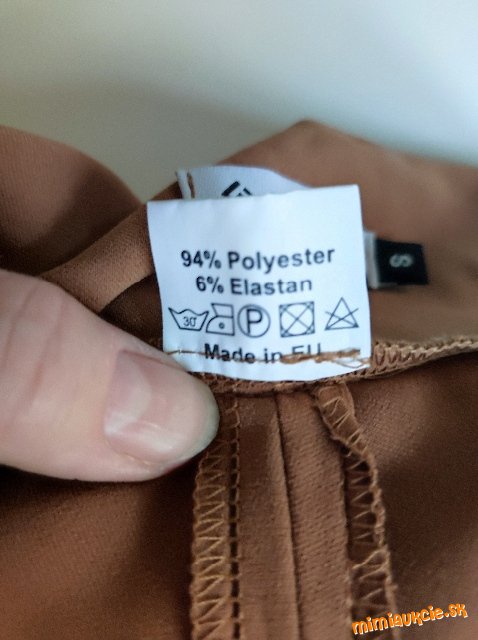 94% Polyester
6% Elastan
30 P
Made in EU
S
mimiaukcie.sk